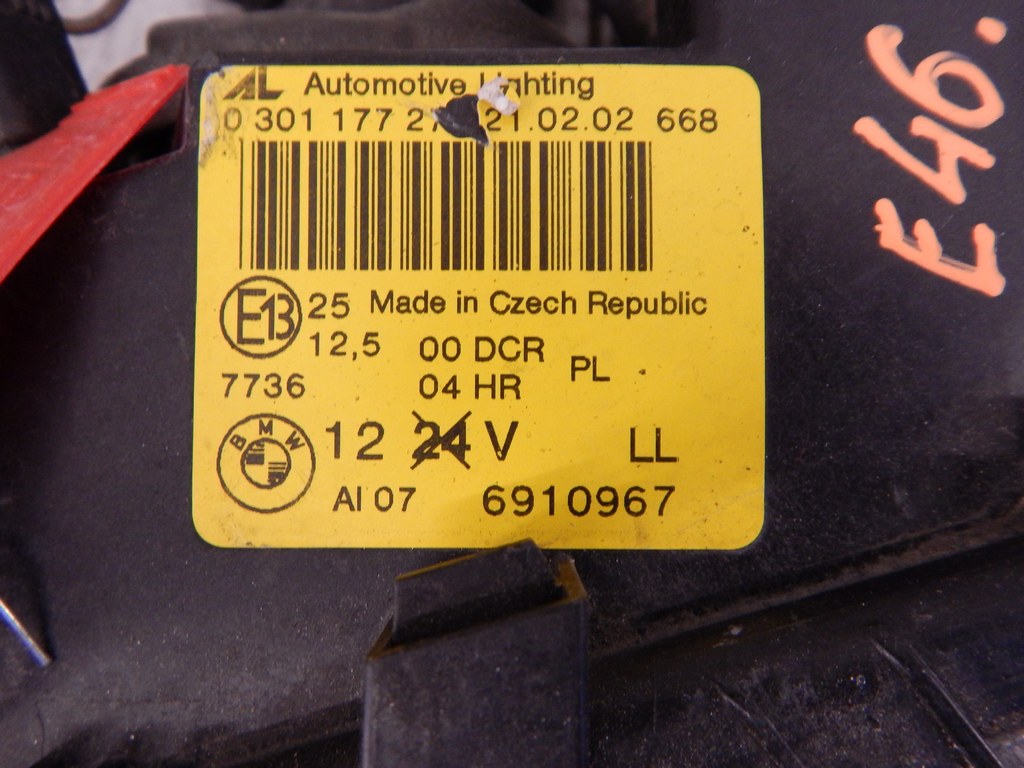 AL Automotive Lighting
0 301 177 27 21.02.02 668
E13 25 Made in Czech Republic
12,5 00 DCR PL
7736 04 HR
BMW 12 24 V LL
Al 07 6910967
E46.